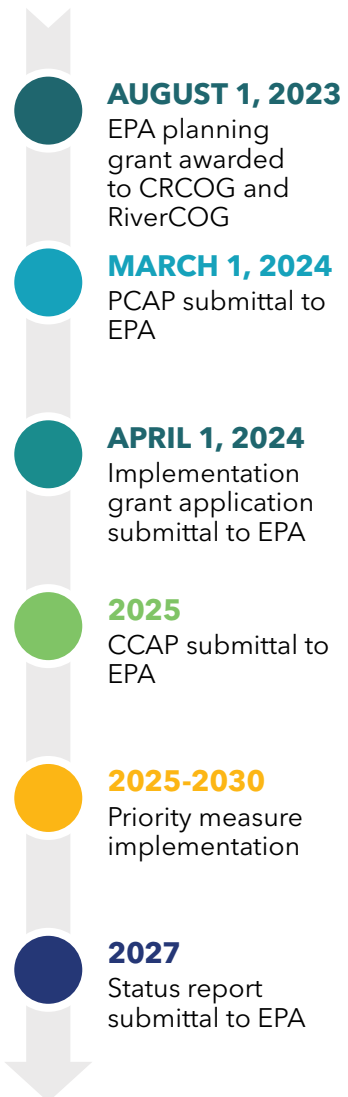 AUGUST 1, 2023
EPA planning
grant awarded
to CRCOG and
RiverCOG
MARCH 1, 2024
PCAP submittal to
EPA
APRIL 1, 2024
Implementation
grant application
submittal to EPA
2025
CCAP submittal to
EPA
2025-2030
Priority measure
implementation
2027
Status report
submittal to EPA